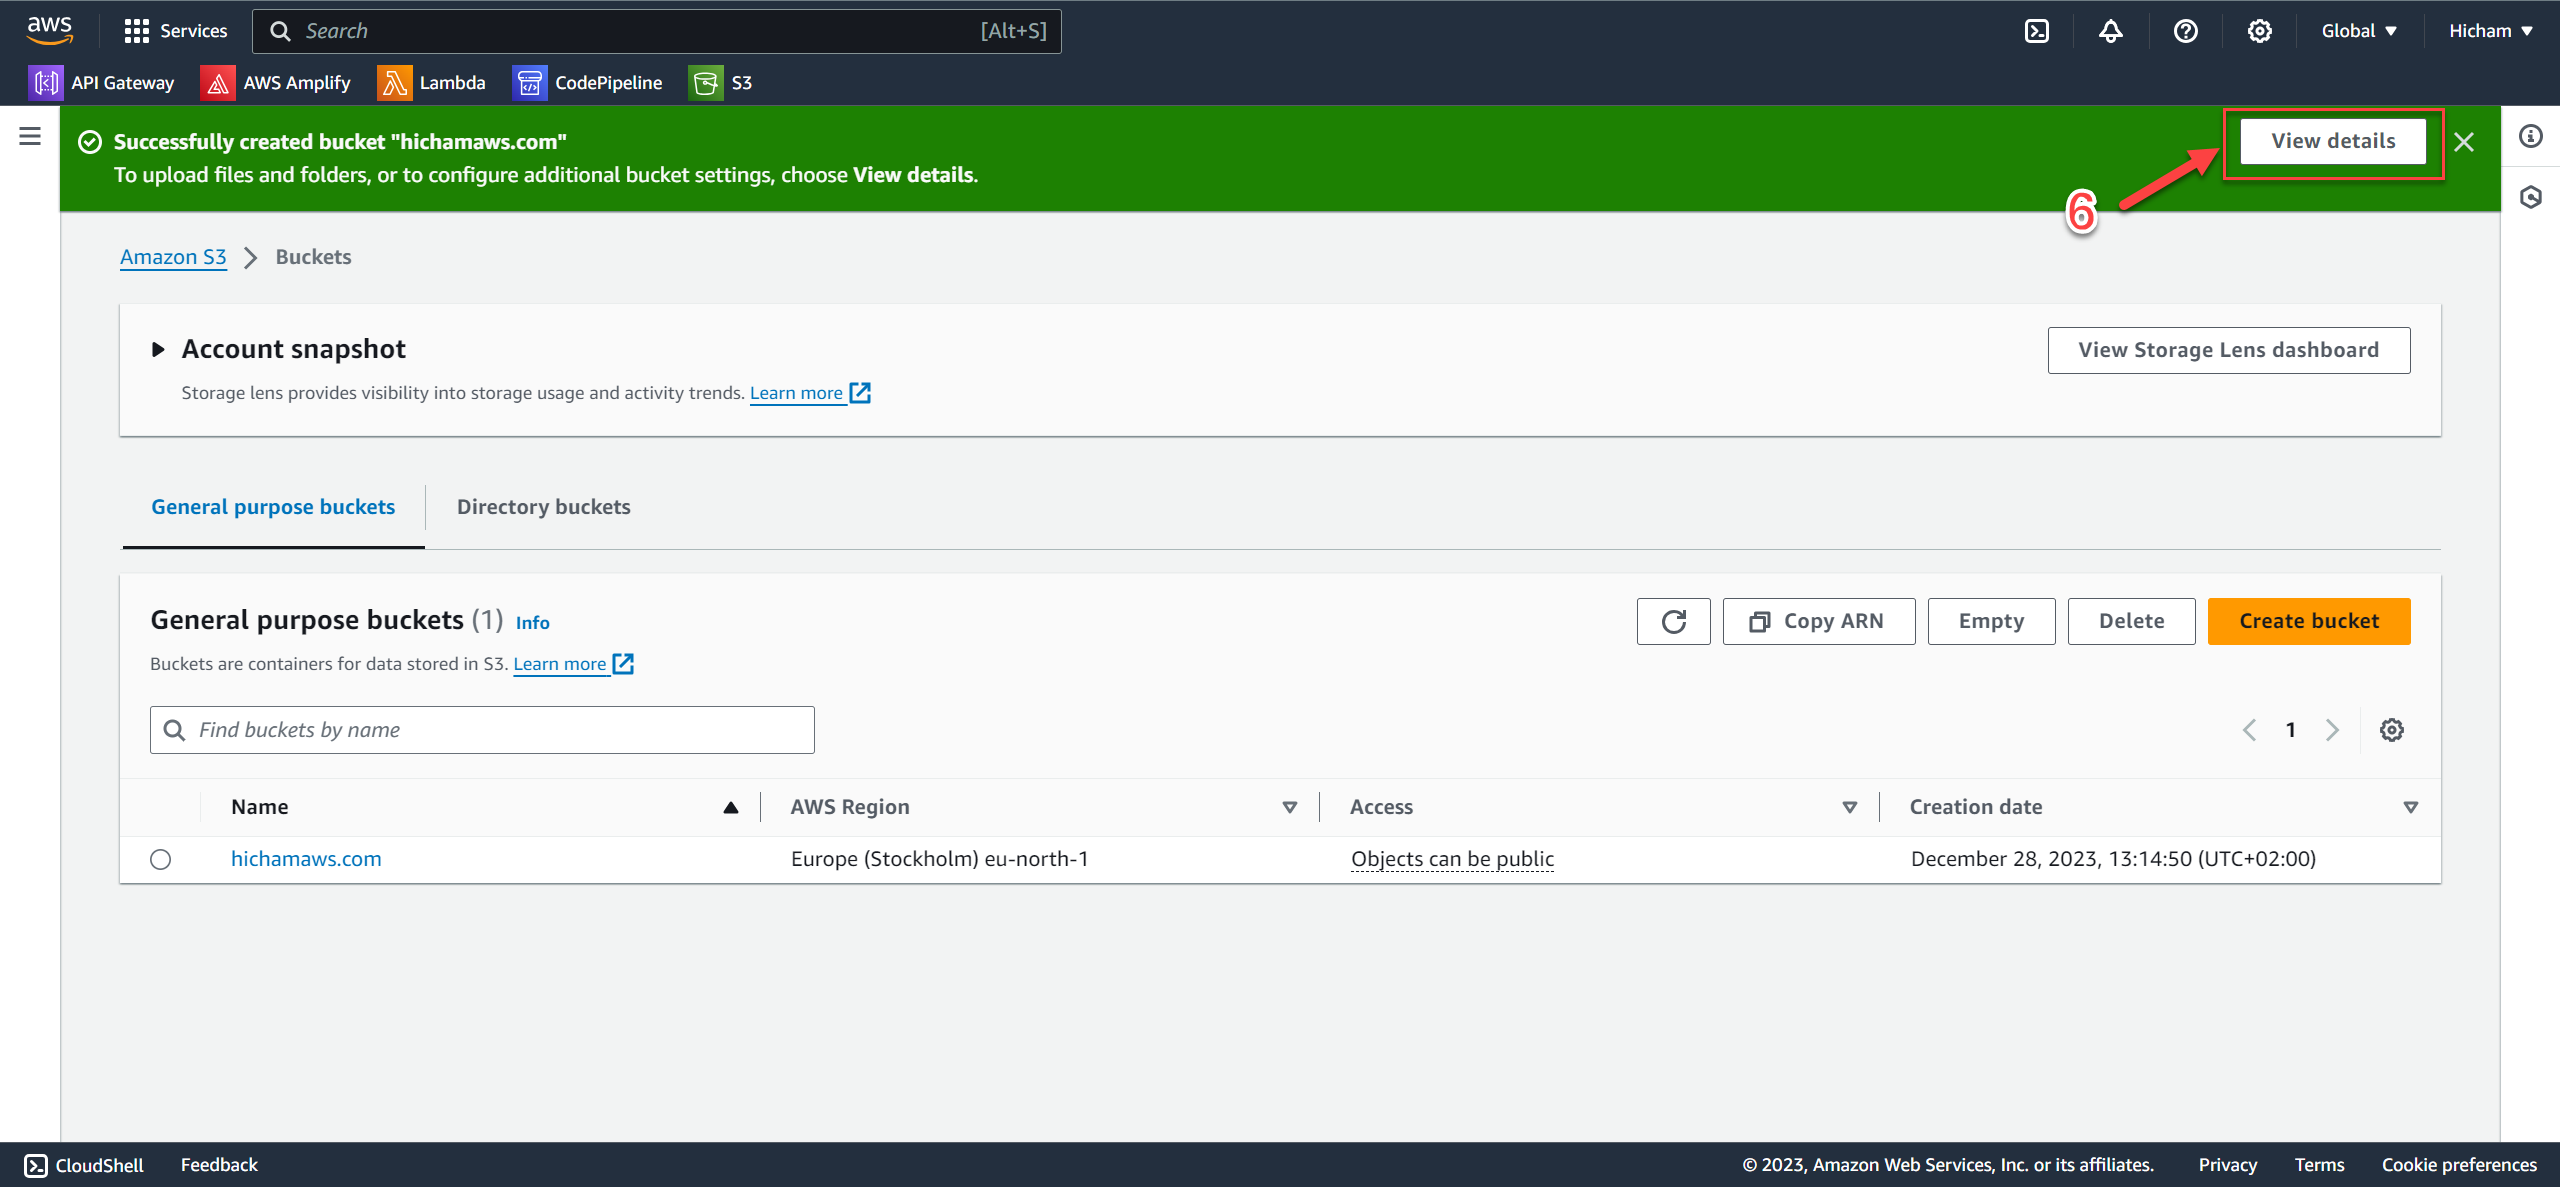 aws Services Search [Alt+S] Global Hicham
API Gateway AWS Amplify Lambda CodePipeline S3
Successfully created bucket "hichamaws.com" View details
To upload files and folders, or to configure additional bucket settings, choose View details.
6
Amazon S3 Buckets
Account snapshot View Storage Lens dashboard
Storage lens provides visibility into storage usage and activity trends. Learn more
General purpose buckets Directory buckets
General purpose buckets (1) Info Copy ARN Empty Delete Create bucket
Buckets are containers for data stored in S3. Learn more
Find buckets by name 1
Name AWS Region Access Creation date
hichamaws.com Europe (Stockholm) eu-north-1 Objects can be public December 28, 2023, 13:14:50 (UTC+02:00)
CloudShell Feedback © 2023, Amazon Web Services, Inc. or its affiliates. Privacy Terms Cookie preferences